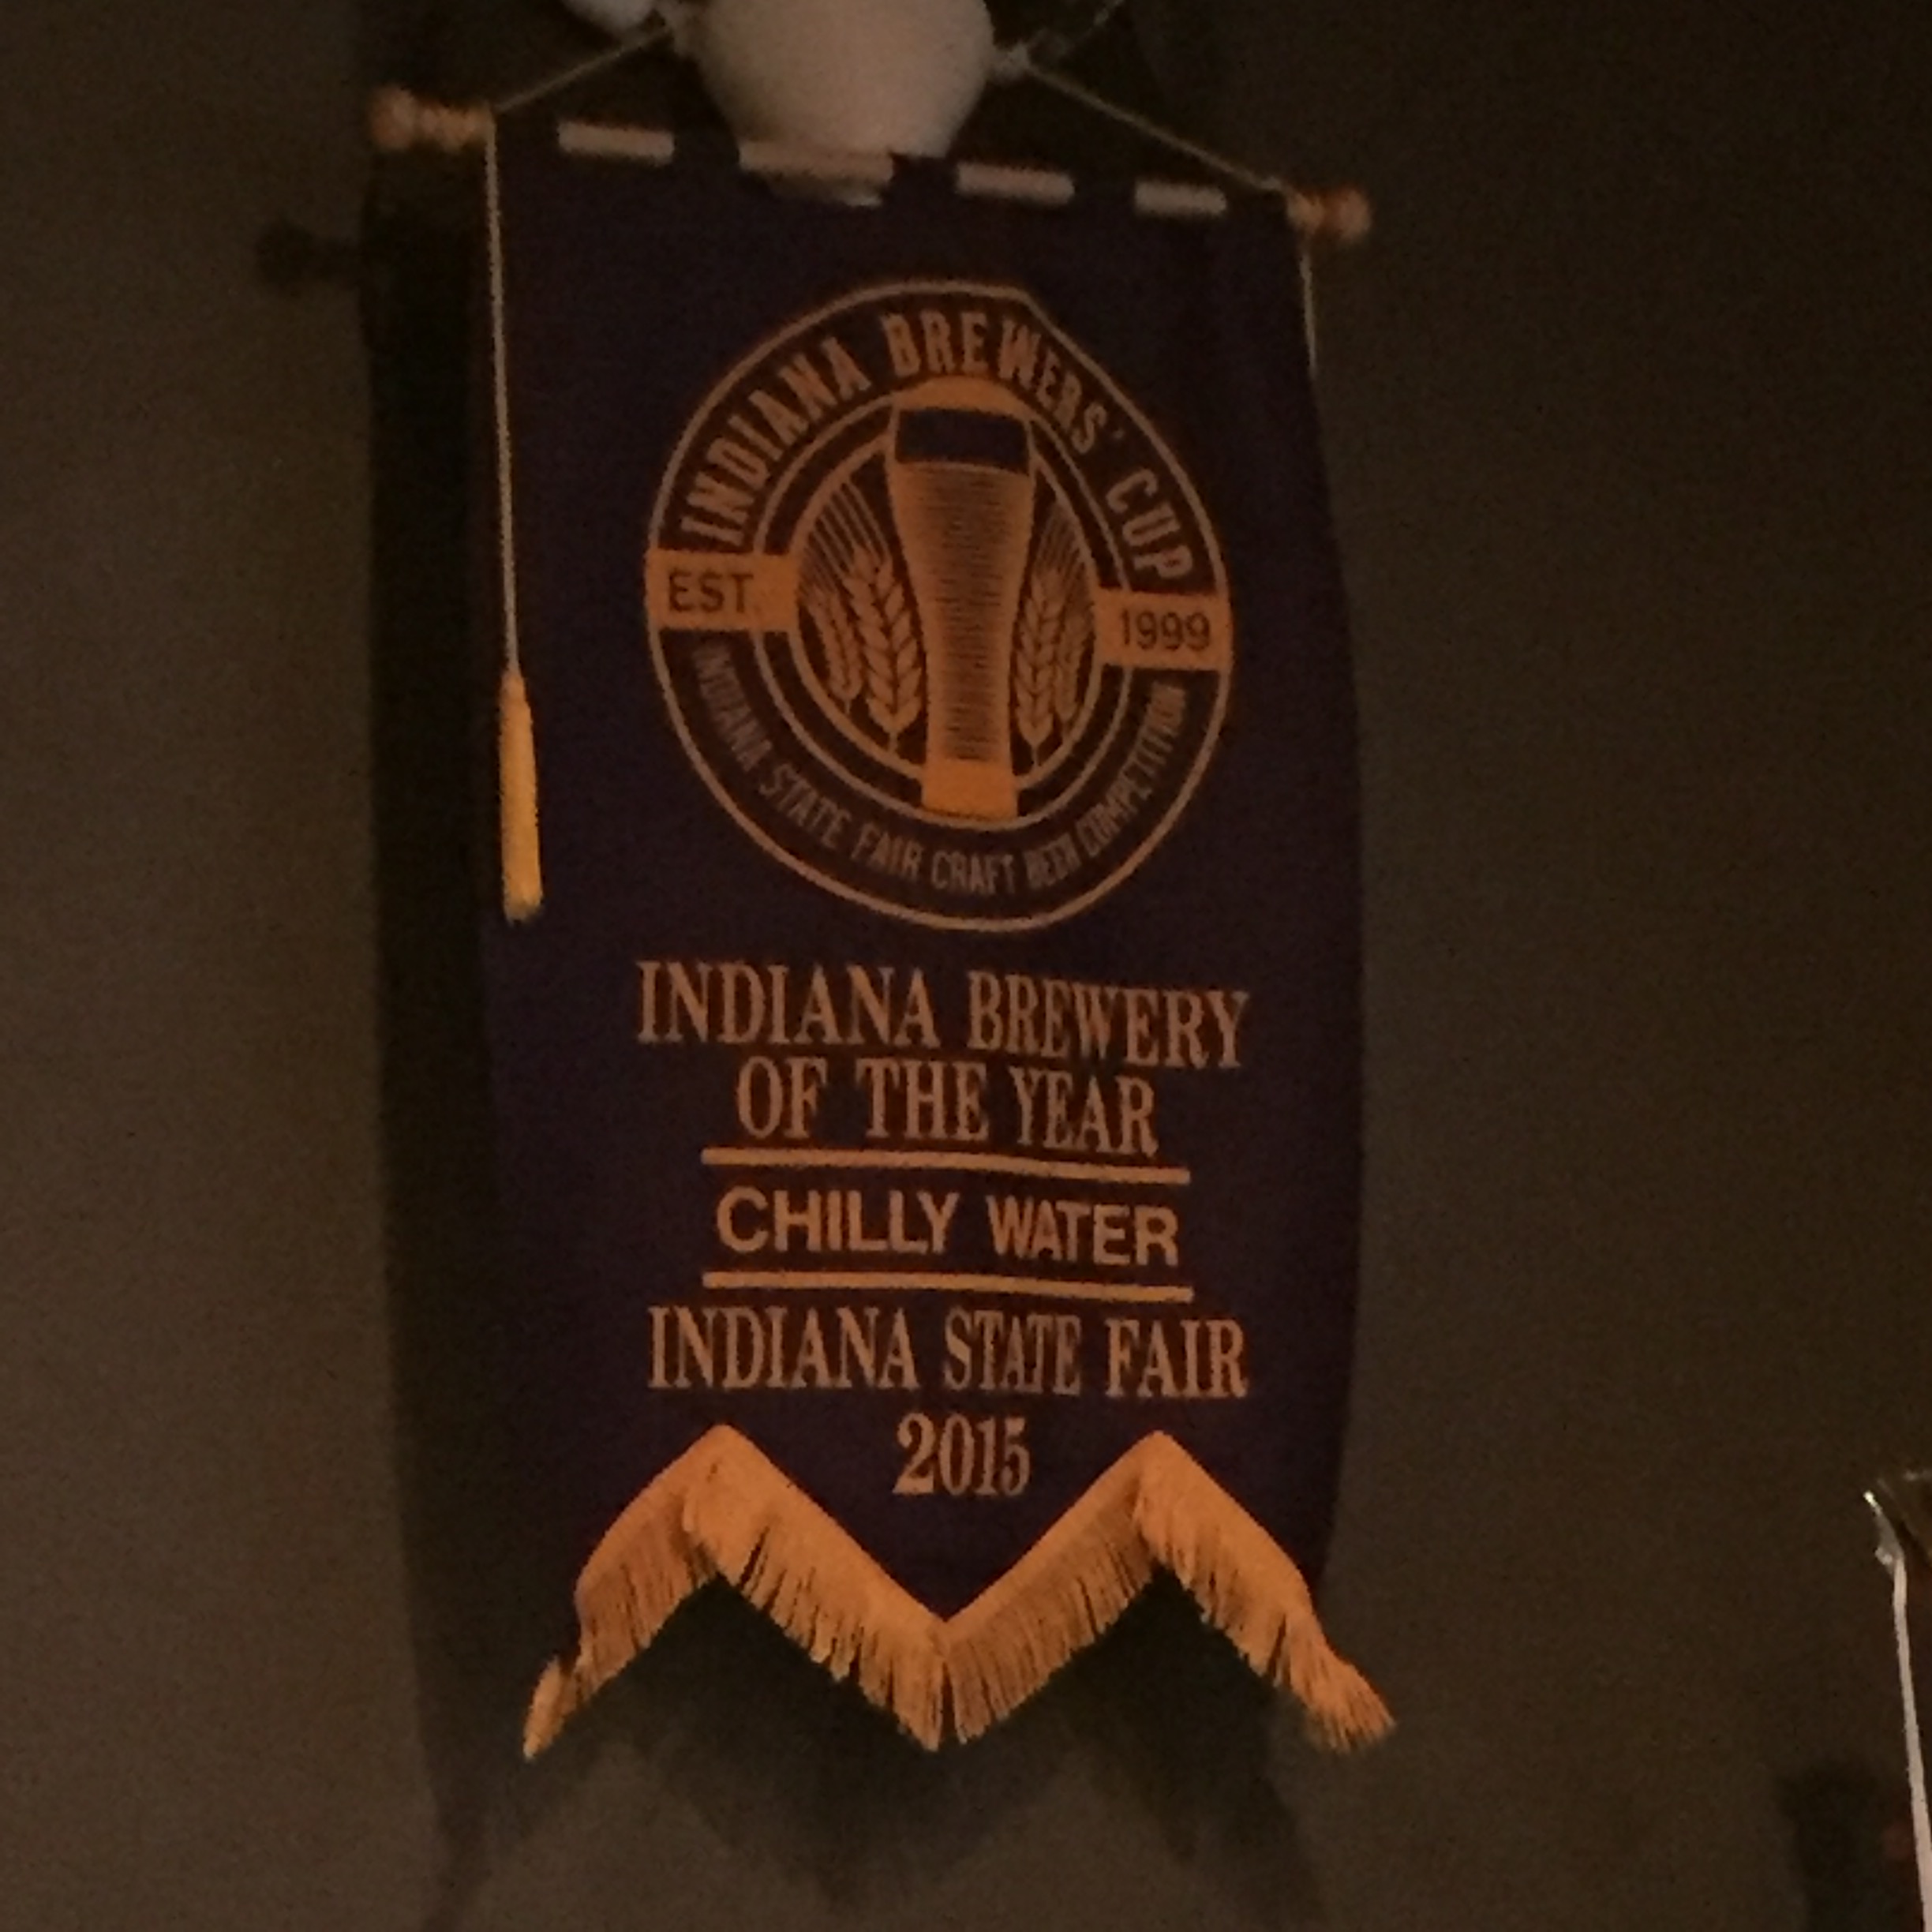 INDIANA BREWERS' CUP
EST. 1999
INDIANA STATE FAIR CRAFT BEER COMPETITION
INDIANA BREWERY
OF THE YEAR
CHILLY WATER
INDIANA STATE FAIR
2015